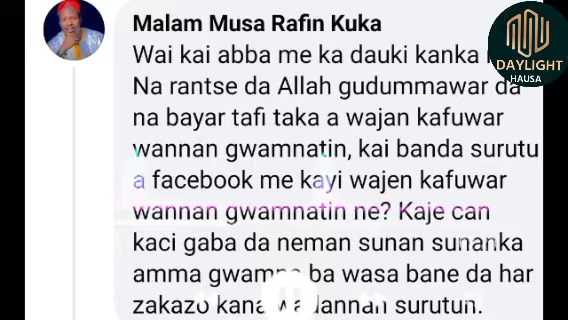 Malam Musa Rafin Kuka
Wai kai abba me ka dauki kanka
Na rantse da Allah gudummawar da
na bayar tafi taka a wajan kafuwar
wannan gwamnatin, kai banda surutu
a facebook me kayi wajen kafuwar
wannan gwamnatin ne? Kaje can
kaci gaba da neman sunan sunanka
amma gwamna ba wasa bane da har
zakazo kana wadannan surutun.
DAYLIGHT
HAUSA